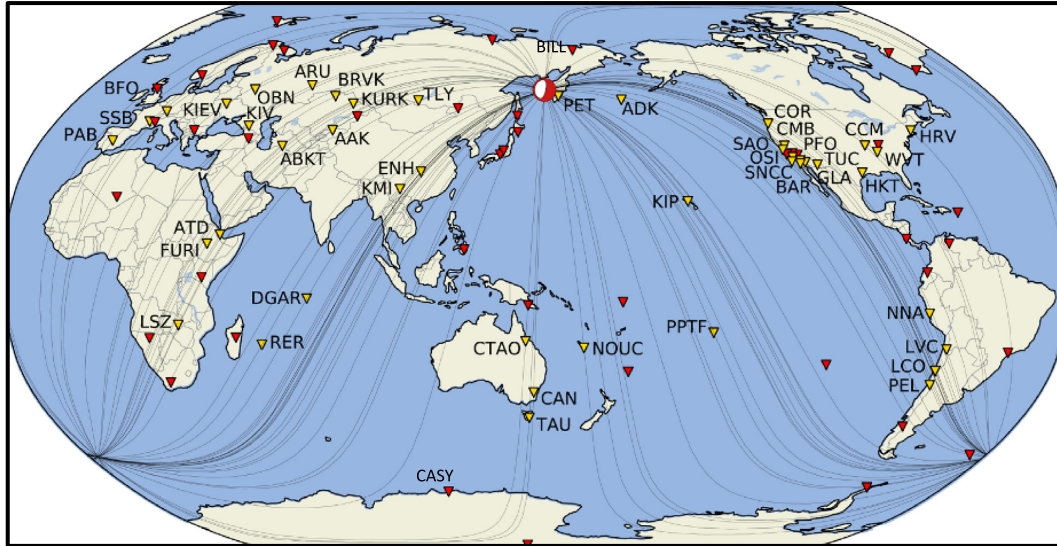 BILL
ARU
BRVK
BFO
OBN
KURK
TLY
PET
ADK
SSB
KIEV
KIV
COR
CMB
CCM
HRV
PAB
AAK
SAO
PFO
ABKT
OSI
TUC
WVT
ENH
SNCC
GLA
HKT
KMI
BAR
KIP
ATD
FURI
DGAR
LSZ
NNA
PPTF
RER
CTAO
NOUC
LVC
LCO
PEL
CAN
TAU
CASY